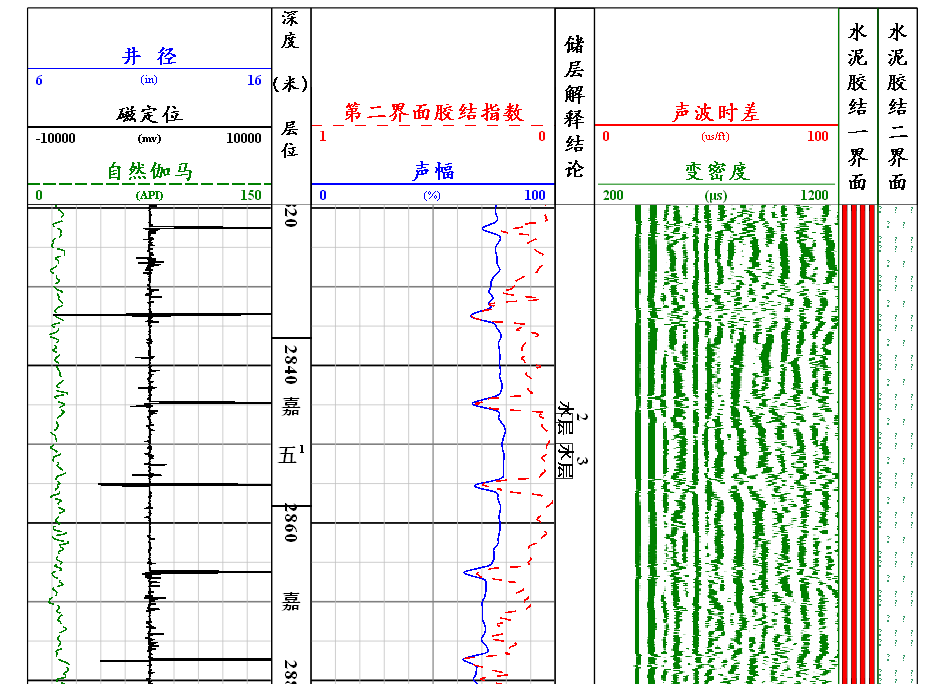 井 径
6 (in) 16
磁定位
-10000 (mv) 10000
自然伽马
0 (API) 150
深度
(米)
层位
第二界面胶结指数
1 0
声幅
0 (%) 100
储层解释结论
声波时差
0 (us/ft) 100
变密度
200 (μs) 1200
水泥胶结一界面
水泥胶结二界面
2840
嘉
五¹
2860
嘉
2
水层
3
水层